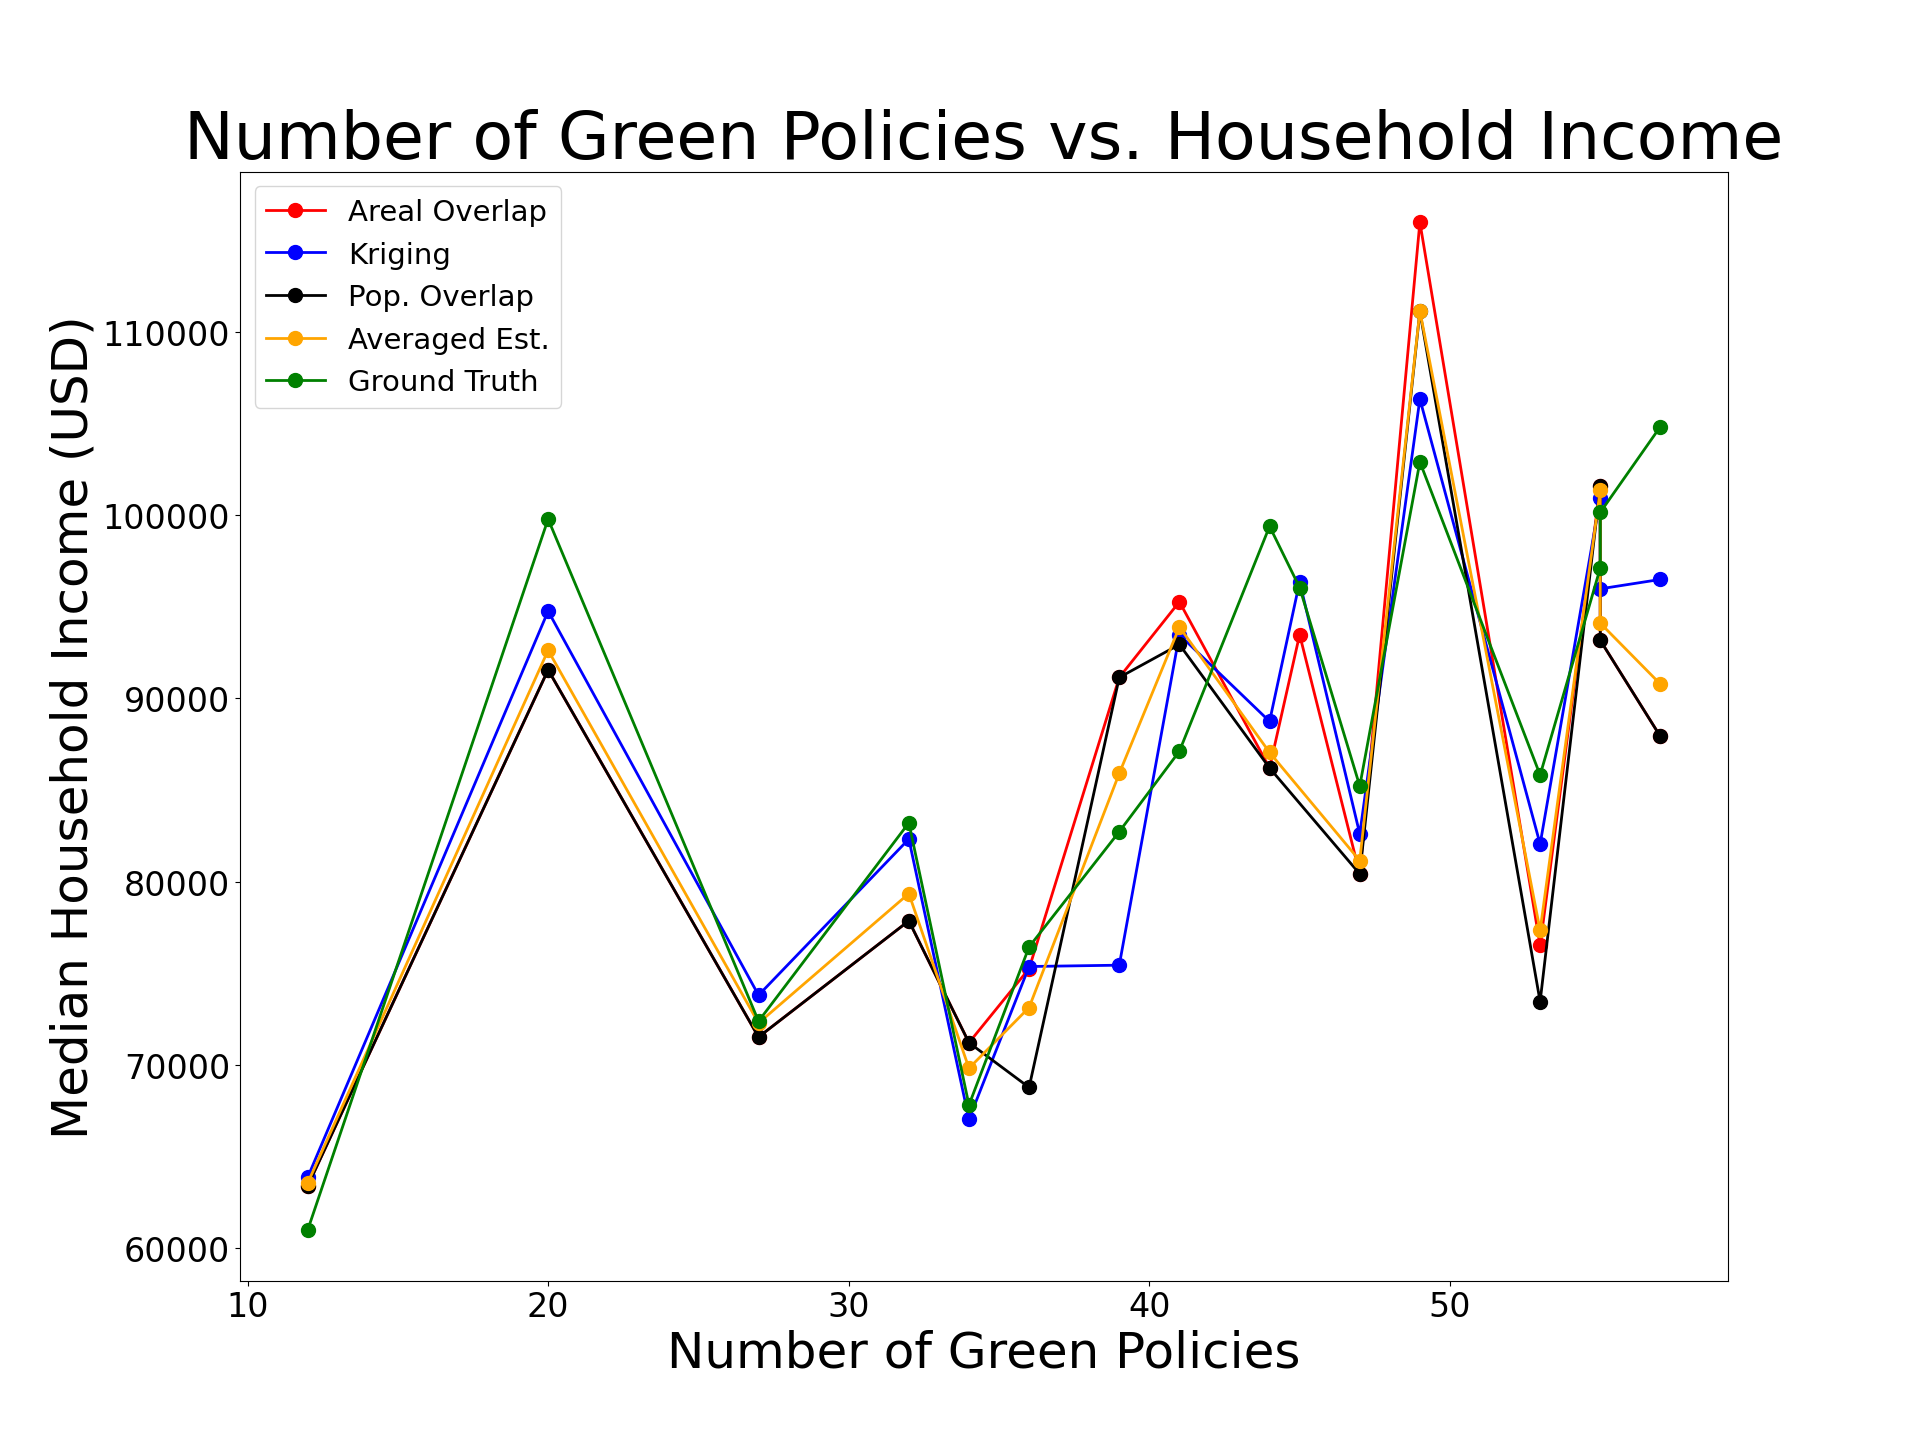 Number of Green Policies vs. Household Income
Areal Overlap
Kriging
Pop. Overlap
Averaged Est.
Ground Truth
Median Household Income (USD)
110000
100000
90000
80000
70000
60000
10 20 30 40 50
Number of Green Policies